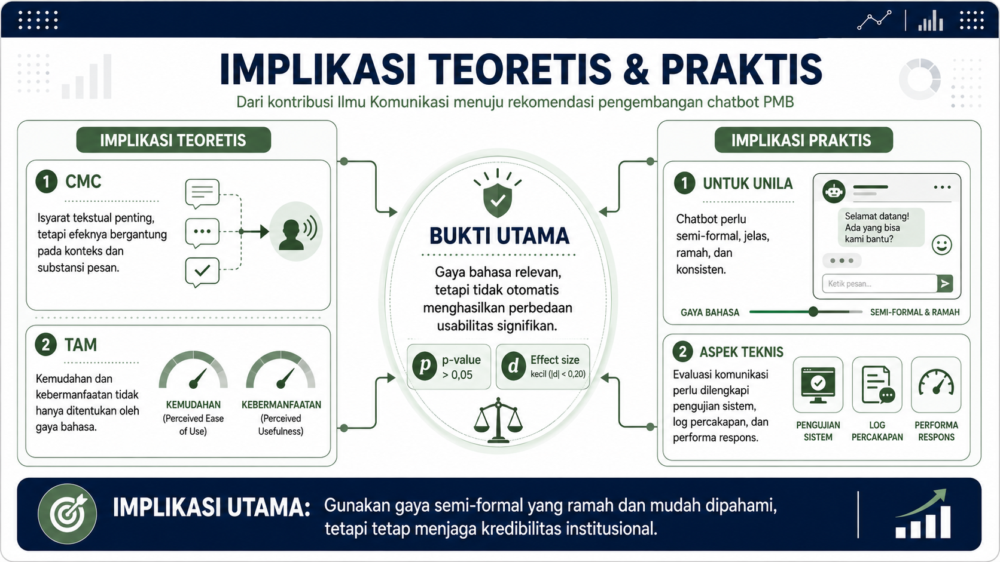 IMPLIKASI TEORETIS & PRAKTIS
Dari kontribusi Ilmu Komunikasi menuju rekomendasi pengembangan chatbot PMB
IMPLIKASI TEORETIS
1 CMC
Isyarat tekstual penting,
tetapi efeknya bergantung
pada konteks dan
substansi pesan.
2 TAM
Kemudahan dan
kebermanfaatan tidak
hanya ditentukan oleh
gaya bahasa.
KEMUDAHAN
(Perceived Ease
of Use)
KEBERMANFAATAN
(Perceived
Usefulness)
BUKTI UTAMA
Gaya bahasa relevan,
tetapi tidak otomatis
menghasilkan perbedaan
usabilitas signifikan.
p
p-value
> 0,05
d
Effect size
kecil (|d| < 0,20)
IMPLIKASI PRAKTIS
1 UNTUK UNILA
Chatbot perlu
semi-formal, jelas,
ramah, dan
konsisten.
Selamat datang!
Ada yang bisa
kami bantu?
Ketik pesan...
GAYA BAHASA
SEMI-FORMAL & RAMAH
2 ASPEK TEKNIS
Evaluasi komunikasi
perlu dilengkapi
pengujian sistem,
log percakapan, dan
performa respons.
PENGUJIAN
SISTEM
LOG
PERCAKAPAN
PERFORMA
RESPONS
IMPLIKASI UTAMA: Gunakan gaya semi-formal yang ramah dan mudah dipahami,
tetapi tetap menjaga kredibilitas institusional.